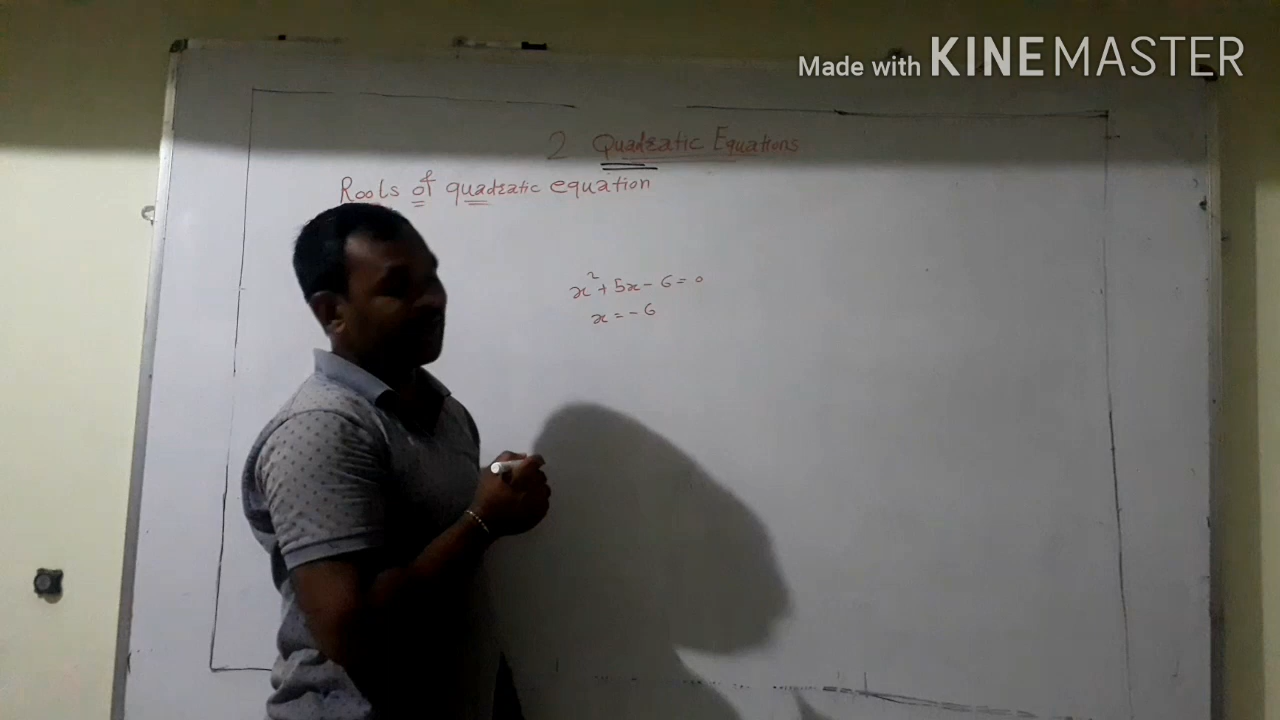 Made with KINEMASTER
2 Quadratic Equations
Roots of quadratic equation
x² + 5x - 6 = 0
x = - 6